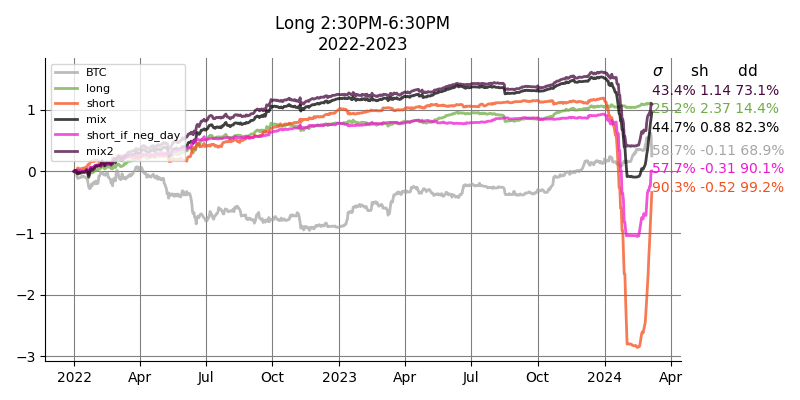 Long 2:30PM-6:30PM
2022-2023
σ sh dd
BTC
long
short
mix
short_if_neg_day
mix2
43.4% 1.14 73.1%
25.2% 2.37 14.4%
44.7% 0.88 82.3%
58.7% -0.11 68.9%
57.7% -0.31 90.1%
90.3% -0.52 99.2%
1
0
−1
−2
−3
2022 Apr Jul Oct 2023 Apr Jul Oct 2024 Apr